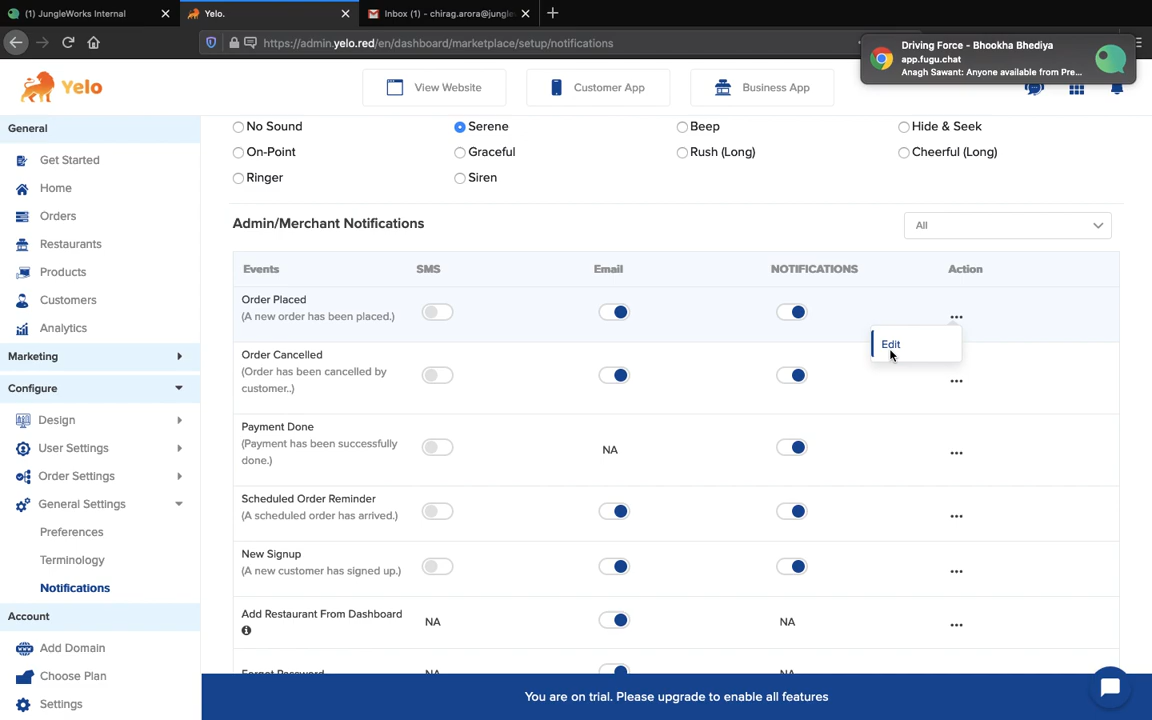 (1) JungleWorks Internal
Yelo.
Inbox (1) - chirag.arora@jungle
https://admin.yelo.red/en/dashboard/marketplace/setup/notifications
Driving Force - Bhookha Bhediya
app.fugu.chat
Anagh Sawant: Anyone available from Pre...
Yelo
View Website
Customer App
Business App
General
Get Started
Home
Orders
Restaurants
Products
Customers
Analytics
Marketing
Configure
Design
User Settings
Order Settings
General Settings
Preferences
Terminology
Notifications
Account
Add Domain
Choose Plan
Settings
No Sound
Serene
Beep
Hide & Seek
On-Point
Graceful
Rush (Long)
Cheerful (Long)
Ringer
Siren
Admin/Merchant Notifications
All
Events
SMS
Email
NOTIFICATIONS
Action
Order Placed
(A new order has been placed.)
Edit
Order Cancelled
(Order has been cancelled by
customer..)
Payment Done
(Payment has been successfully
done.)
NA
Scheduled Order Reminder
(A scheduled order has arrived.)
New Signup
(A new customer has signed up.)
Add Restaurant From Dashboard
NA
NA
Forgot Password
NA
NA
You are on trial. Please upgrade to enable all features